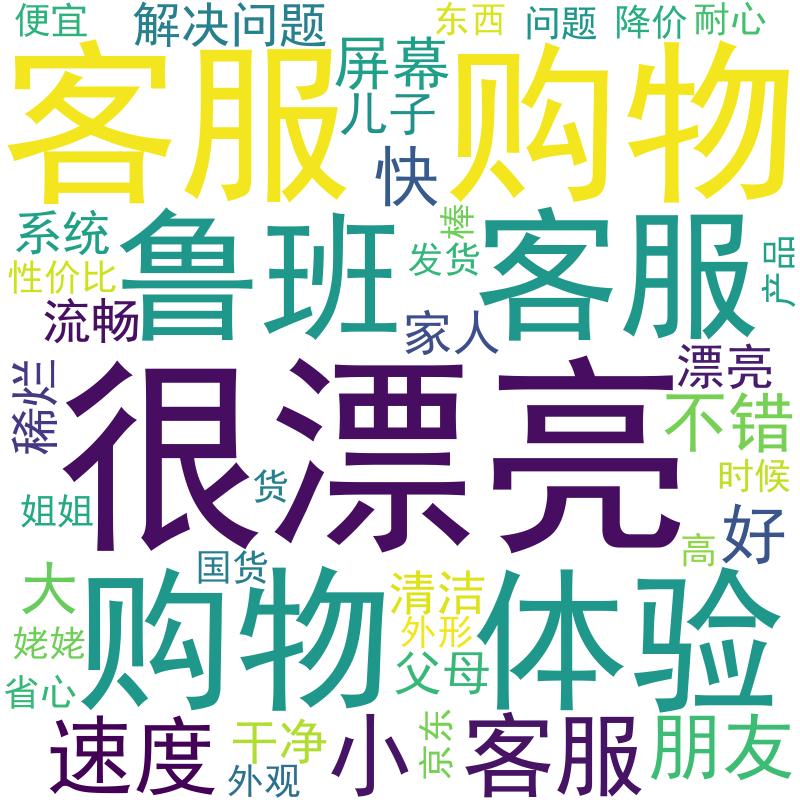 便宜
解决问题
东西
问题
降价
耐心
客服
屏幕
购物
儿子
快
系统
鲁班
棒
客服
产品
性价比
发货
流畅
家人
稀烂
很漂亮
漂亮
不错
货
时候
姐姐
好
国货
高
大
购物
清洁
体验
姥姥
外形
省心
父母
速度
干净
小
京东
客服
朋友
外观